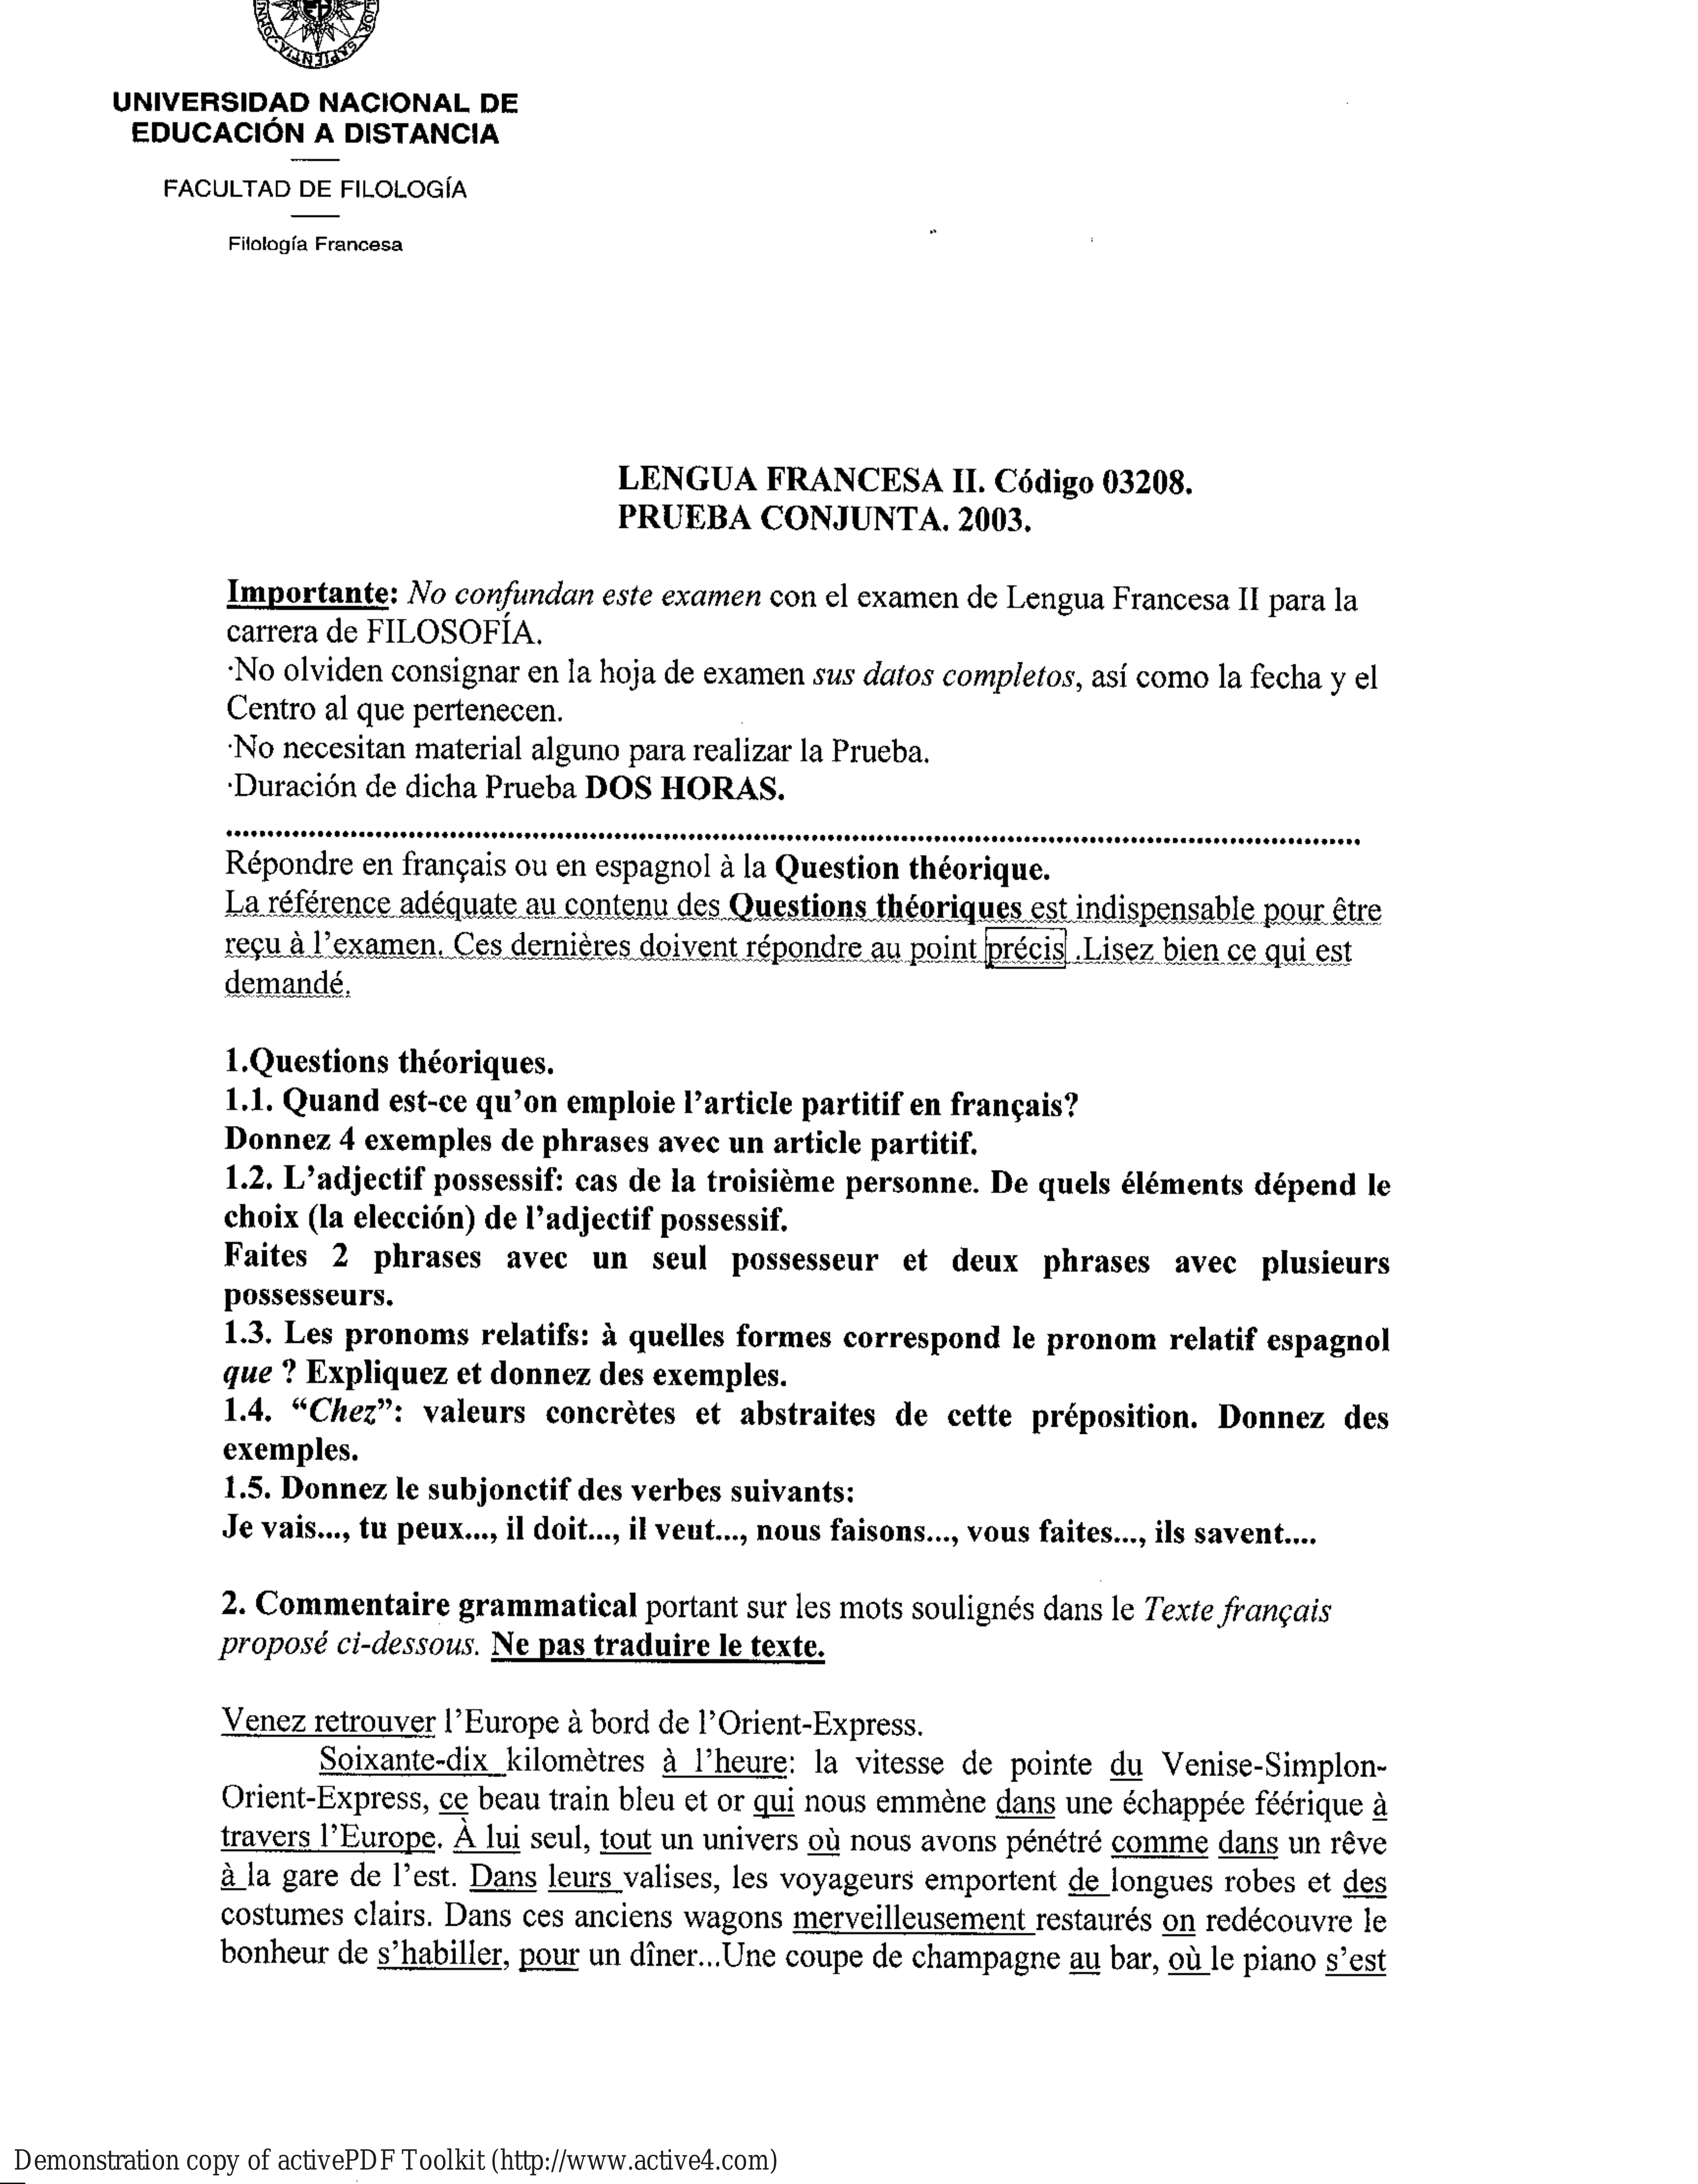 OMNI
LIOR SAPIENTIA
UNIVERSIDAD NACIONAL DE
EDUCACIÓN A DISTANCIA
FACULTAD DE FILOLOGÍA
Filología Francesa
LENGUA FRANCESA II. Código 03208.
PRUEBA CONJUNTA. 2003.
Importante: No confundan este examen con el examen de Lengua Francesa II para la
carrera de FILOSOFÍA.
·No olviden consignar en la hoja de examen sus datos completos, así como la fecha y el
Centro al que pertenecen.
·No necesitan material alguno para realizar la Prueba.
·Duración de dicha Prueba DOS HORAS.
Répondre en français ou en espagnol à la Question théorique.
La référence adéquate au contenu des Questions théoriques est indispensable pour être
reçu à l'examen. Ces dernières doivent répondre au point précis .Lisez bien ce qui est
demandé.
1.Questions théoriques.
1.1. Quand est-ce qu'on emploie l'article partitif en français?
Donnez 4 exemples de phrases avec un article partitif.
1.2. L'adjectif possessif: cas de la troisième personne. De quels éléments dépend le
choix (la elección) de l'adjectif possessif.
Faites 2 phrases avec un seul possesseur et deux phrases avec plusieurs
possesseurs.
1.3. Les pronoms relatifs: à quelles formes correspond le pronom relatif espagnol
que ? Expliquez et donnez des exemples.
1.4. “Chez”: valeurs concrètes et abstraites de cette préposition. Donnez des
exemples.
1.5. Donnez le subjonctif des verbes suivants:
Je vais..., tu peux..., il doit..., il veut..., nous faisons..., vous faites..., ils savent....
2. Commentaire grammatical portant sur les mots soulignés dans le Texte français
proposé ci-dessous. Ne pas traduire le texte.
Venez retrouver l'Europe à bord de l'Orient-Express.
Soixante-dix kilomètres à l'heure: la vitesse de pointe du Venise-Simplon-
Orient-Express, ce beau train bleu et or qui nous emmène dans une échappée féérique à
travers l'Europe. À lui seul, tout un univers où nous avons pénétré comme dans un rêve
à la gare de l'est. Dans leurs valises, les voyageurs emportent de longues robes et des
costumes clairs. Dans ces anciens wagons merveilleusement restaurés on redécouvre le
bonheur de s'habiller, pour un dîner...Une coupe de champagne au bar, où le piano s'est
Demonstration copy of activePDF Toolkit (http://www.active4.com)